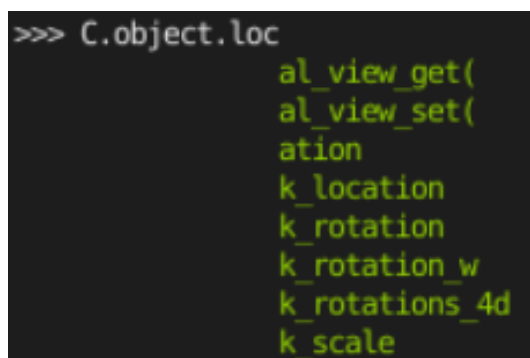 >>> C.object.loc
al_view_get(
al_view_set(
ation
k_location
k_rotation
k_rotation_w
k_rotations_4d
k_scale